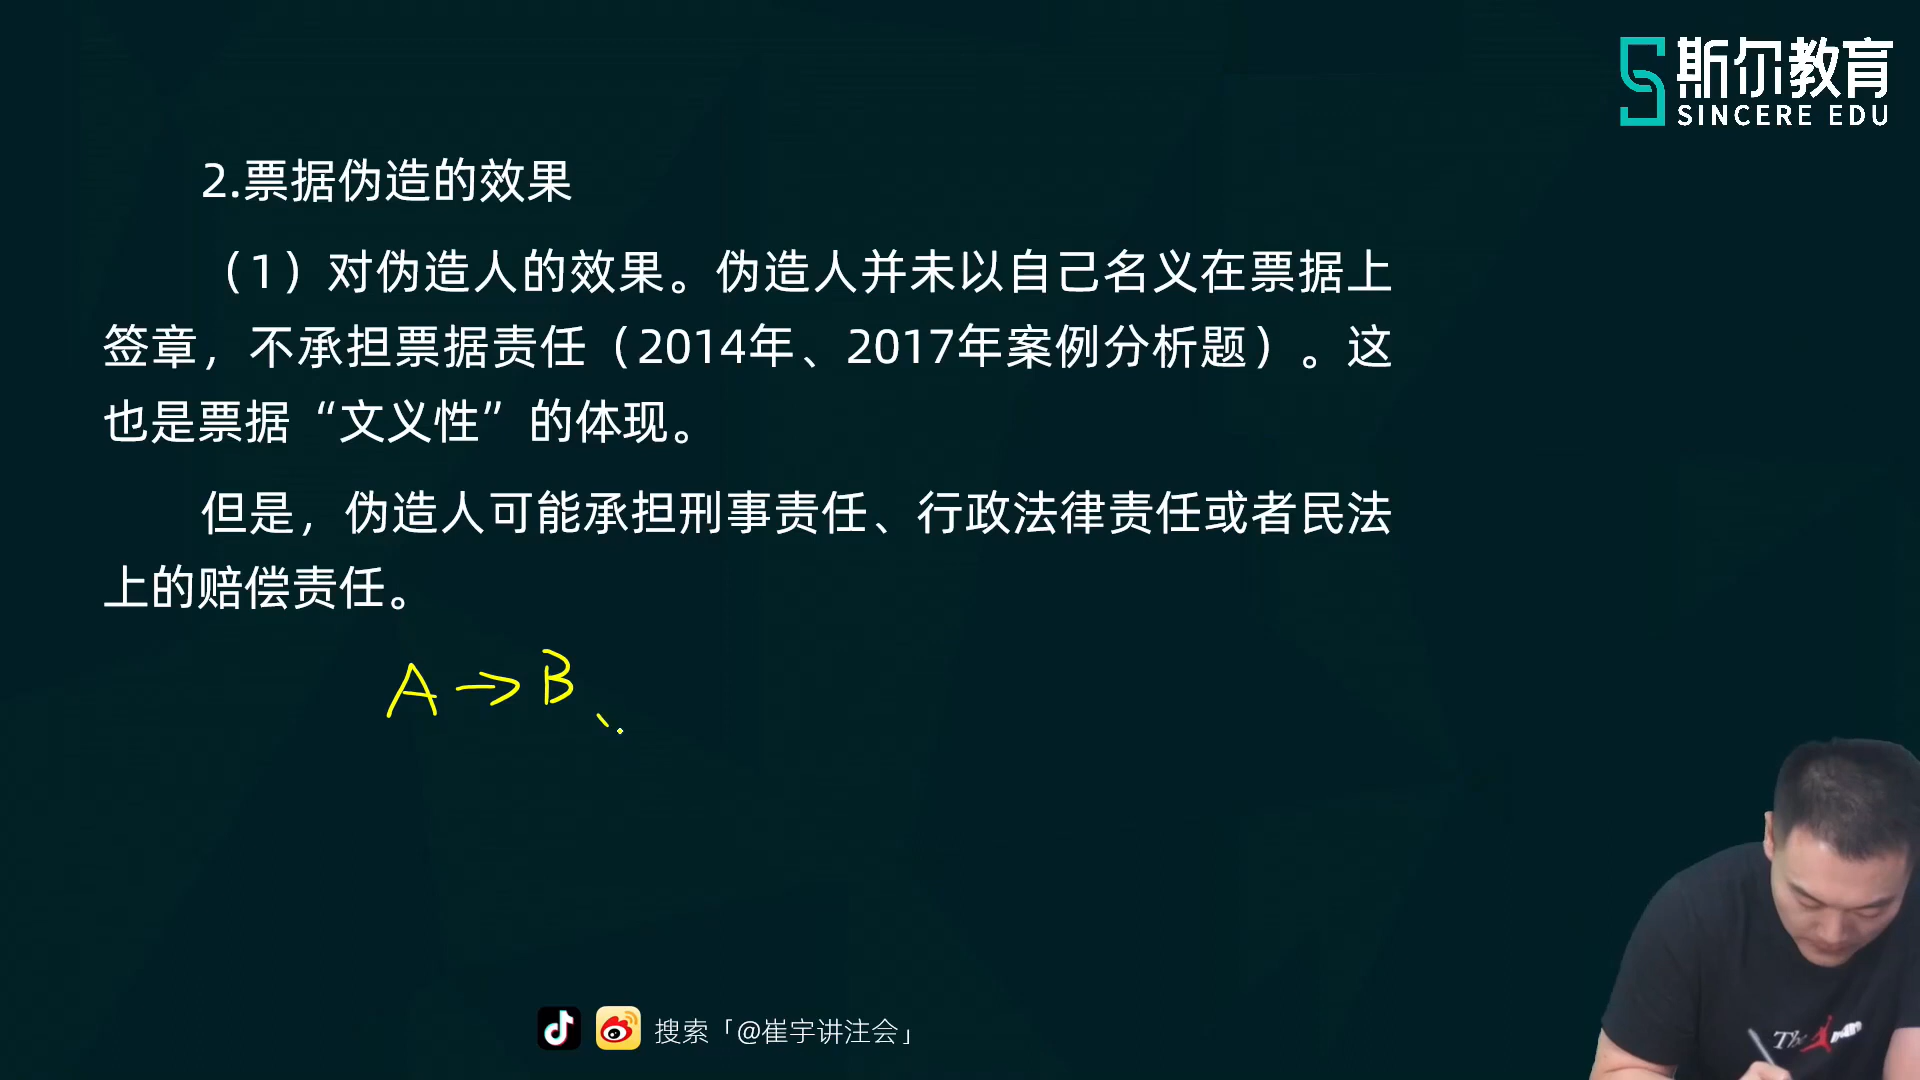 斯尔教育
SINCERE EDU
2.票据伪造的效果
（1）对伪造人的效果。伪造人并未以自己名义在票据上
签章，不承担票据责任（2014年、2017年案例分析题）。这
也是票据“文义性”的体现。
但是，伪造人可能承担刑事责任、行政法律责任或者民法
上的赔偿责任。
A→B
搜索「@崔宇讲注会」